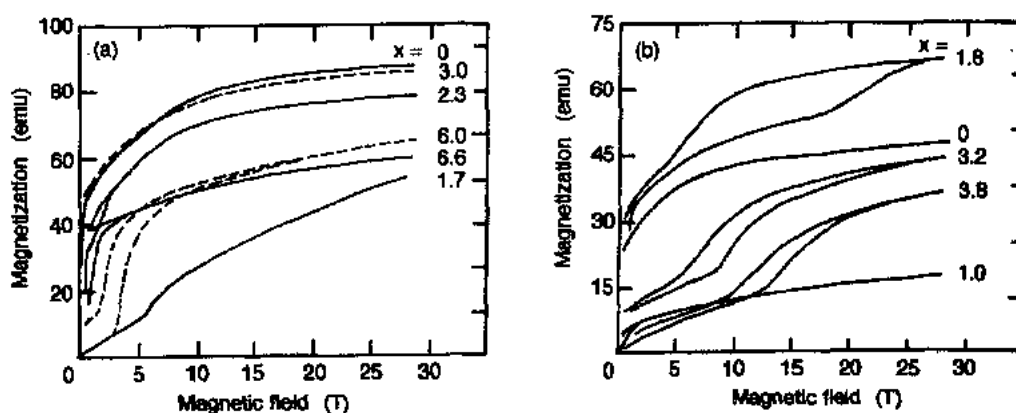 (a)
x = 0
3.0
2.3
6.0
6.6
1.7
100
80
60
40
20
0 5 10 15 20 25 30
Magnetization (emu)
Magnetic field (T)
(b)
x =
1.8
0
3.2
3.8
1.0
75
60
45
30
15
0 5 10 15 20 25 30
Magnetization (emu)
Magnetic field (T)